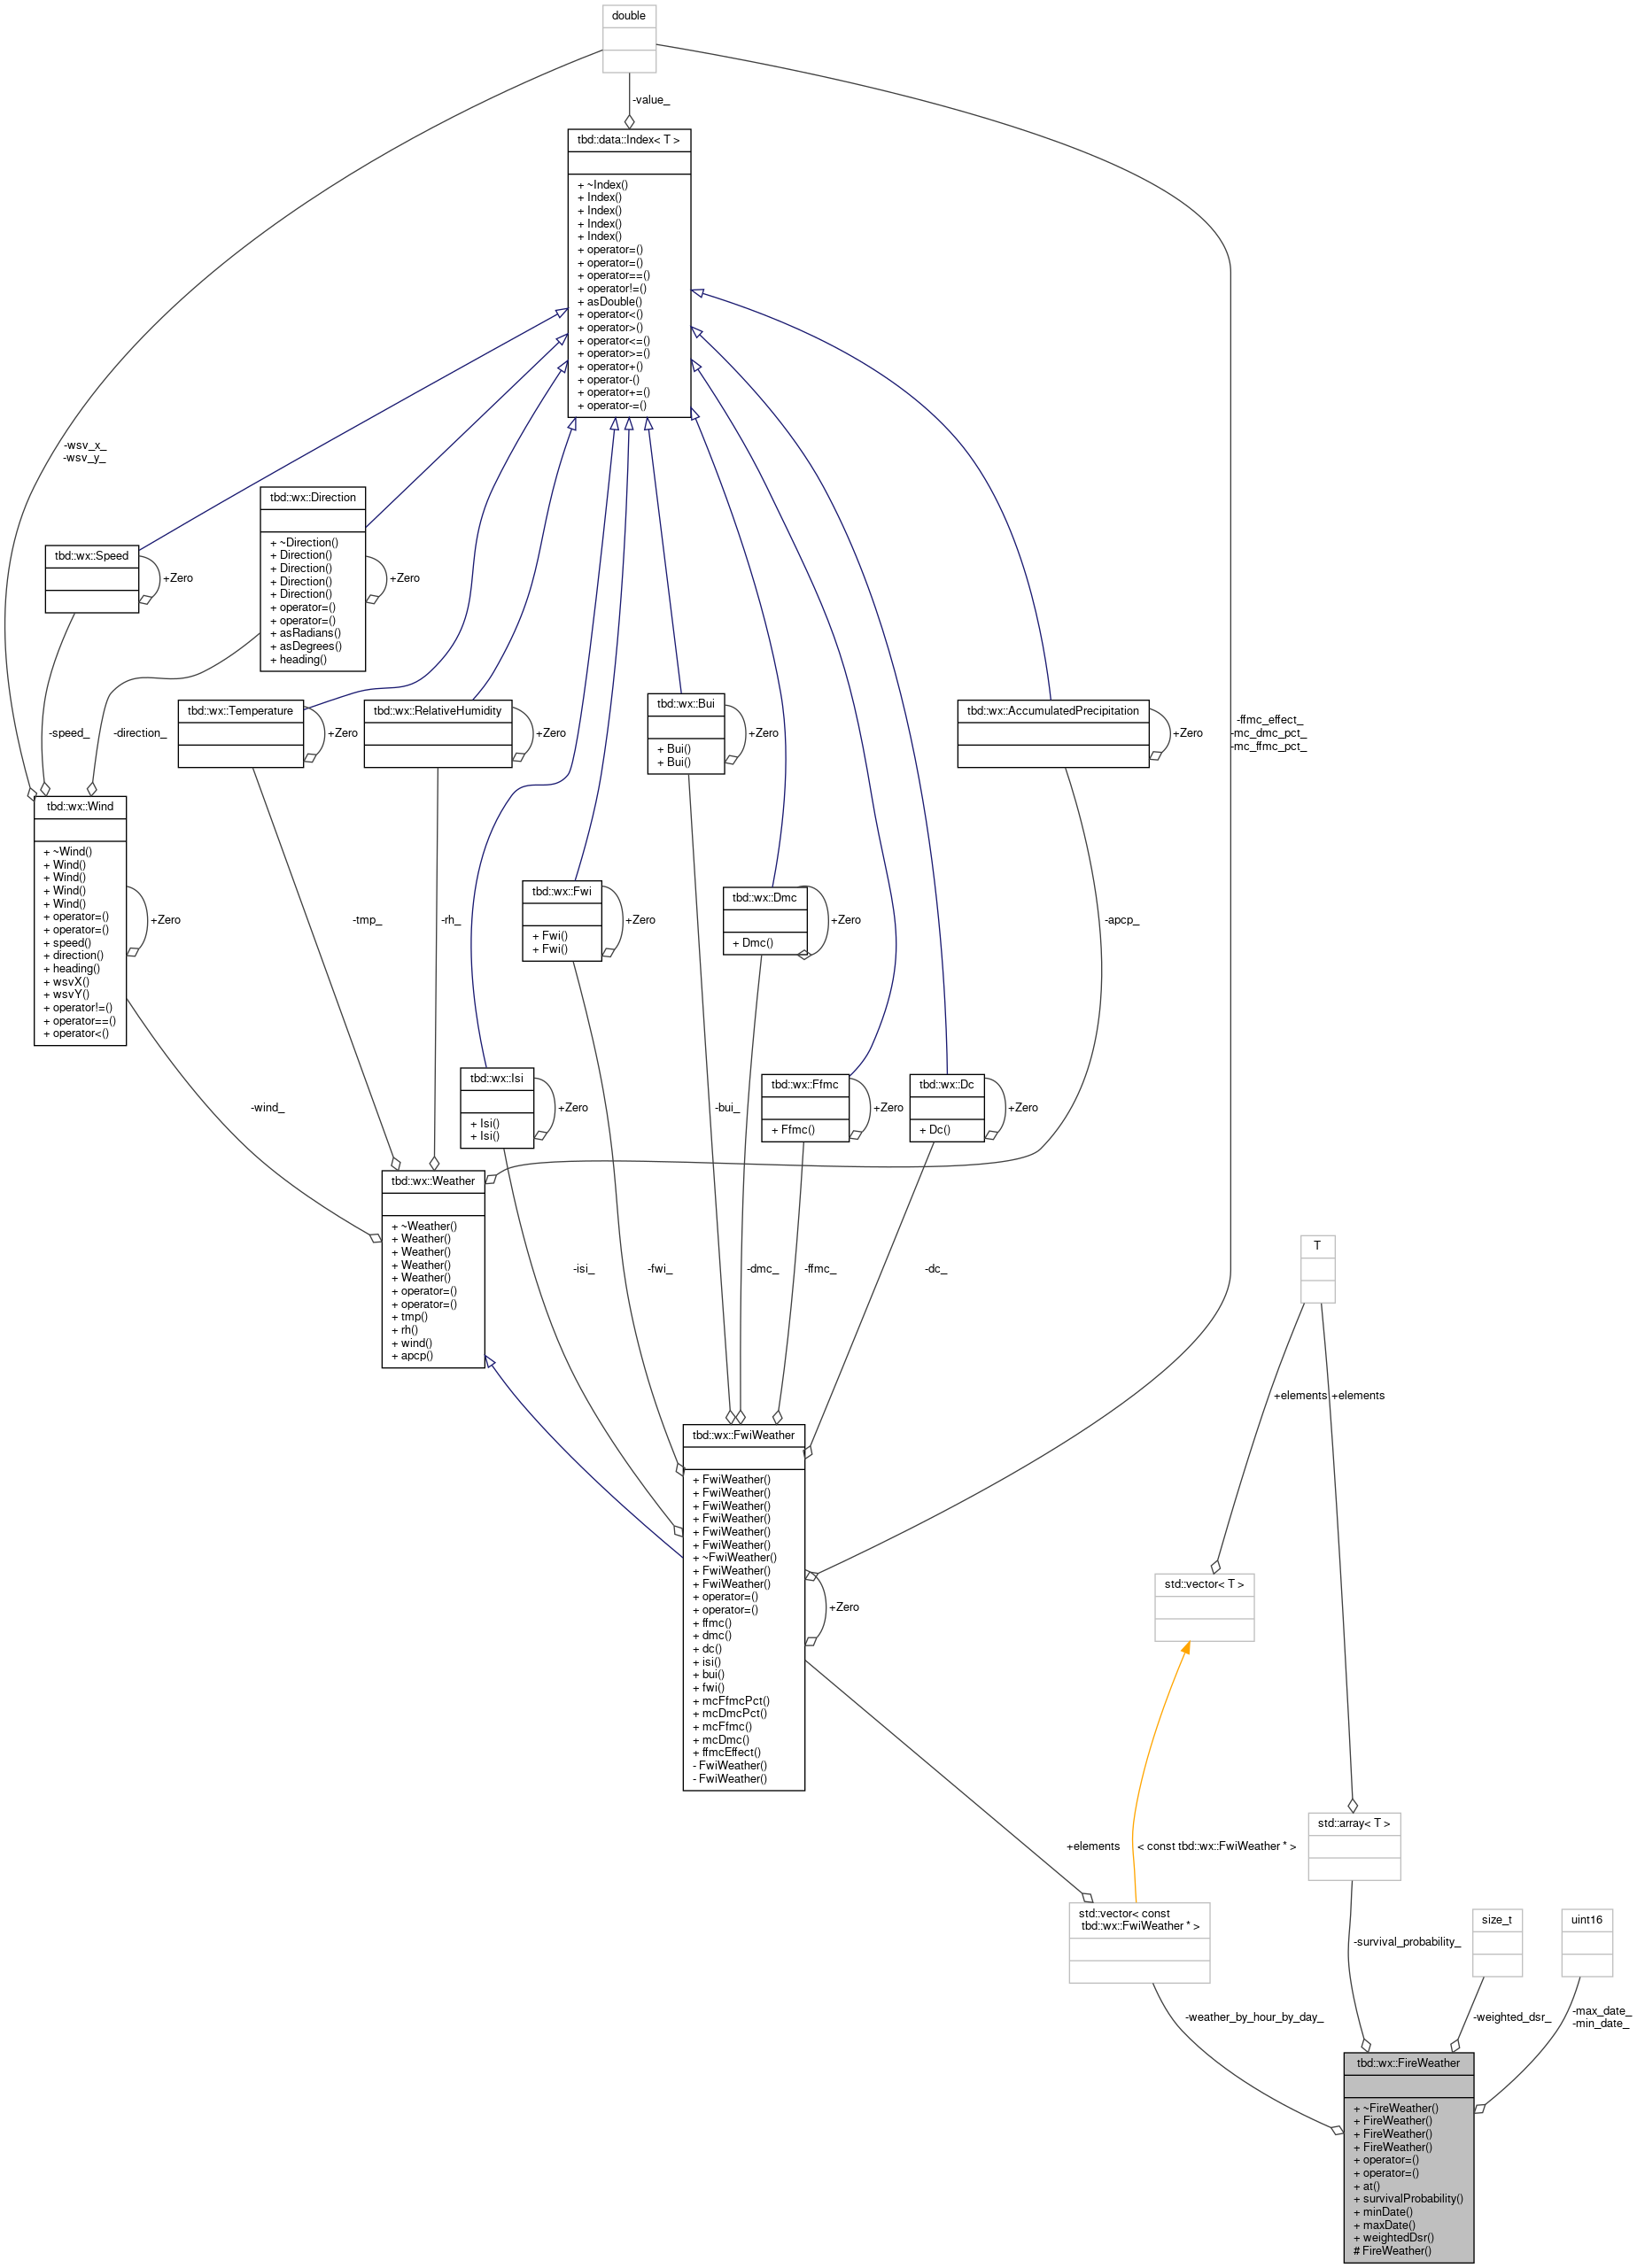 double
-value_
tbd::data::Index< T >
+ ~Index()
+ Index()
+ Index()
+ Index()
+ Index()
+ operator=()
+ operator=()
+ operator==()
+ operator!=()
+ asDouble()
+ operator<()
+ operator>()
+ operator<=()
+ operator>=()
+ operator+()
+ operator-()
+ operator+=()
+ operator-=()
-wsv_x_
-wsv_y_
tbd::wx::Direction
+ ~Direction()
+ Direction()
+ Direction()
+ Direction()
+ Direction()
+ operator=()
+ operator=()
+ asRadians()
+ asDegrees()
+ heading()
+Zero
tbd::wx::Speed
+Zero
-speed_
-direction_
tbd::wx::Temperature
+Zero
tbd::wx::RelativeHumidity
+Zero
tbd::wx::Bui
+ Bui()
+ Bui()
+Zero
tbd::wx::AccumulatedPrecipitation
+Zero
-ffmc_effect_
-mc_dmc_pct_
-mc_ffmc_pct_
tbd::wx::Wind
+ ~Wind()
+ Wind()
+ Wind()
+ Wind()
+ Wind()
+ operator=()
+ operator=()
+ speed()
+ direction()
+ heading()
+ wsvX()
+ wsvY()
+ operator!=()
+ operator==()
+ operator<()
+Zero
-tmp_
-rh_
tbd::wx::Fwi
+ Fwi()
+ Fwi()
+Zero
tbd::wx::Dmc
+ Dmc()
+Zero
-apcp_
-wind_
tbd::wx::Isi
+ Isi()
+ Isi()
+Zero
-bui_
tbd::wx::Ffmc
+ Ffmc()
+Zero
tbd::wx::Dc
+ Dc()
+Zero
tbd::wx::Weather
+ ~Weather()
+ Weather()
+ Weather()
+ Weather()
+ Weather()
+ operator=()
+ operator=()
+ tmp()
+ rh()
+ wind()
+ apcp()
-isi_
-fwi_
-dmc_
-ffmc_
-dc_
T
+elements
+elements
tbd::wx::FwiWeather
+ FwiWeather()
+ FwiWeather()
+ FwiWeather()
+ FwiWeather()
+ FwiWeather()
+ FwiWeather()
+ ~FwiWeather()
+ FwiWeather()
+ FwiWeather()
+ operator=()
+ operator=()
+ ffmc()
+ dmc()
+ dc()
+ isi()
+ bui()
+ fwi()
+ mcFfmcPct()
+ mcDmcPct()
+ mcFfmc()
+ mcDmc()
+ ffmcEffect()
- FwiWeather()
- FwiWeather()
+Zero
std::vector< T >
std::array< T >
+elements
< const tbd::wx::FwiWeather * >
std::vector< const
tbd::wx::FwiWeather * >
size_t
uint16
-survival_probability_
-weather_by_hour_by_day_
-weighted_dsr_
-max_date_
-min_date_
tbd::wx::FireWeather
+ ~FireWeather()
+ FireWeather()
+ FireWeather()
+ FireWeather()
+ operator=()
+ operator=()
+ at()
+ survivalProbability()
+ minDate()
+ maxDate()
+ weightedDsr()
# FireWeather()